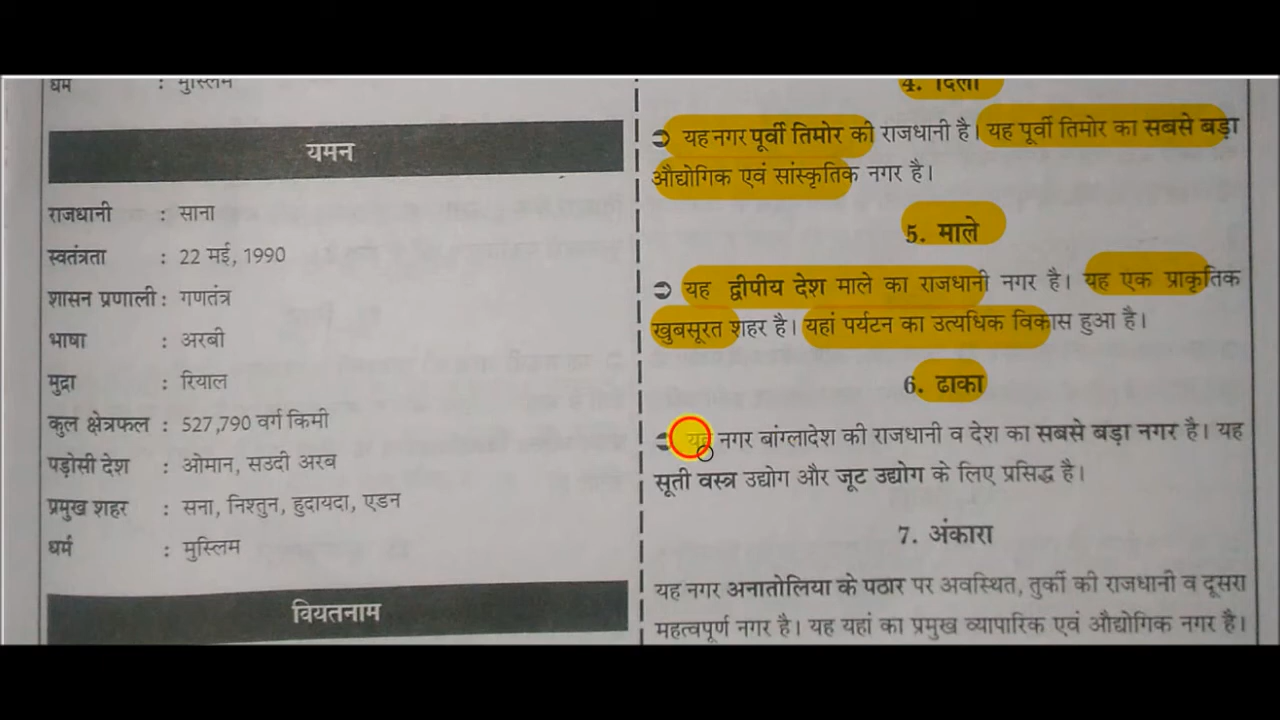 धर्म : मुस्लिम
यमन
राजधानी : साना
स्वतंत्रता : 22 मई, 1990
शासन प्रणाली : गणतंत्र
भाषा : अरबी
मुद्रा : रियाल
कुल क्षेत्रफल : 527,790 वर्ग किमी
पड़ोसी देश : ओमान, सउदी अरब
प्रमुख शहर : सना, निश्तुन, हुदायदा, एडन
धर्म : मुस्लिम
वियतनाम
4. दिली
➲ यह नगर पूर्वी तिमोर की राजधानी है। यह पूर्वी तिमोर का सबसे बड़ा
औद्योगिक एवं सांस्कृतिक नगर है।
5. माले
➲ यह द्वीपीय देश माले का राजधानी नगर है। यह एक प्राकृतिक
खुबसूरत शहर है। यहां पर्यटन का उत्यधिक विकास हुआ है।
6. ढाका
➲ यह नगर बांग्लादेश की राजधानी व देश का सबसे बड़ा नगर है। यह
सूती वस्त्र उद्योग और जूट उद्योग के लिए प्रसिद्ध है।
7. अंकारा
यह नगर अनातोलिया के पठार पर अवस्थित, तुर्की की राजधानी व दूसरा
महत्वपूर्ण नगर है। यह यहां का प्रमुख व्यापारिक एवं औद्योगिक नगर है।